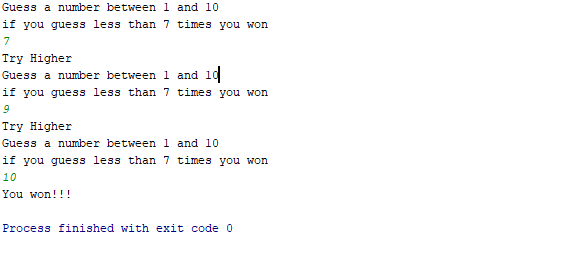 Guess a number between 1 and 10
if you guess less than 7 times you won
7
Try Higher
Guess a number between 1 and 10
if you guess less than 7 times you won
9
Try Higher
Guess a number between 1 and 10
if you guess less than 7 times you won
10
You won!!!
Process finished with exit code 0